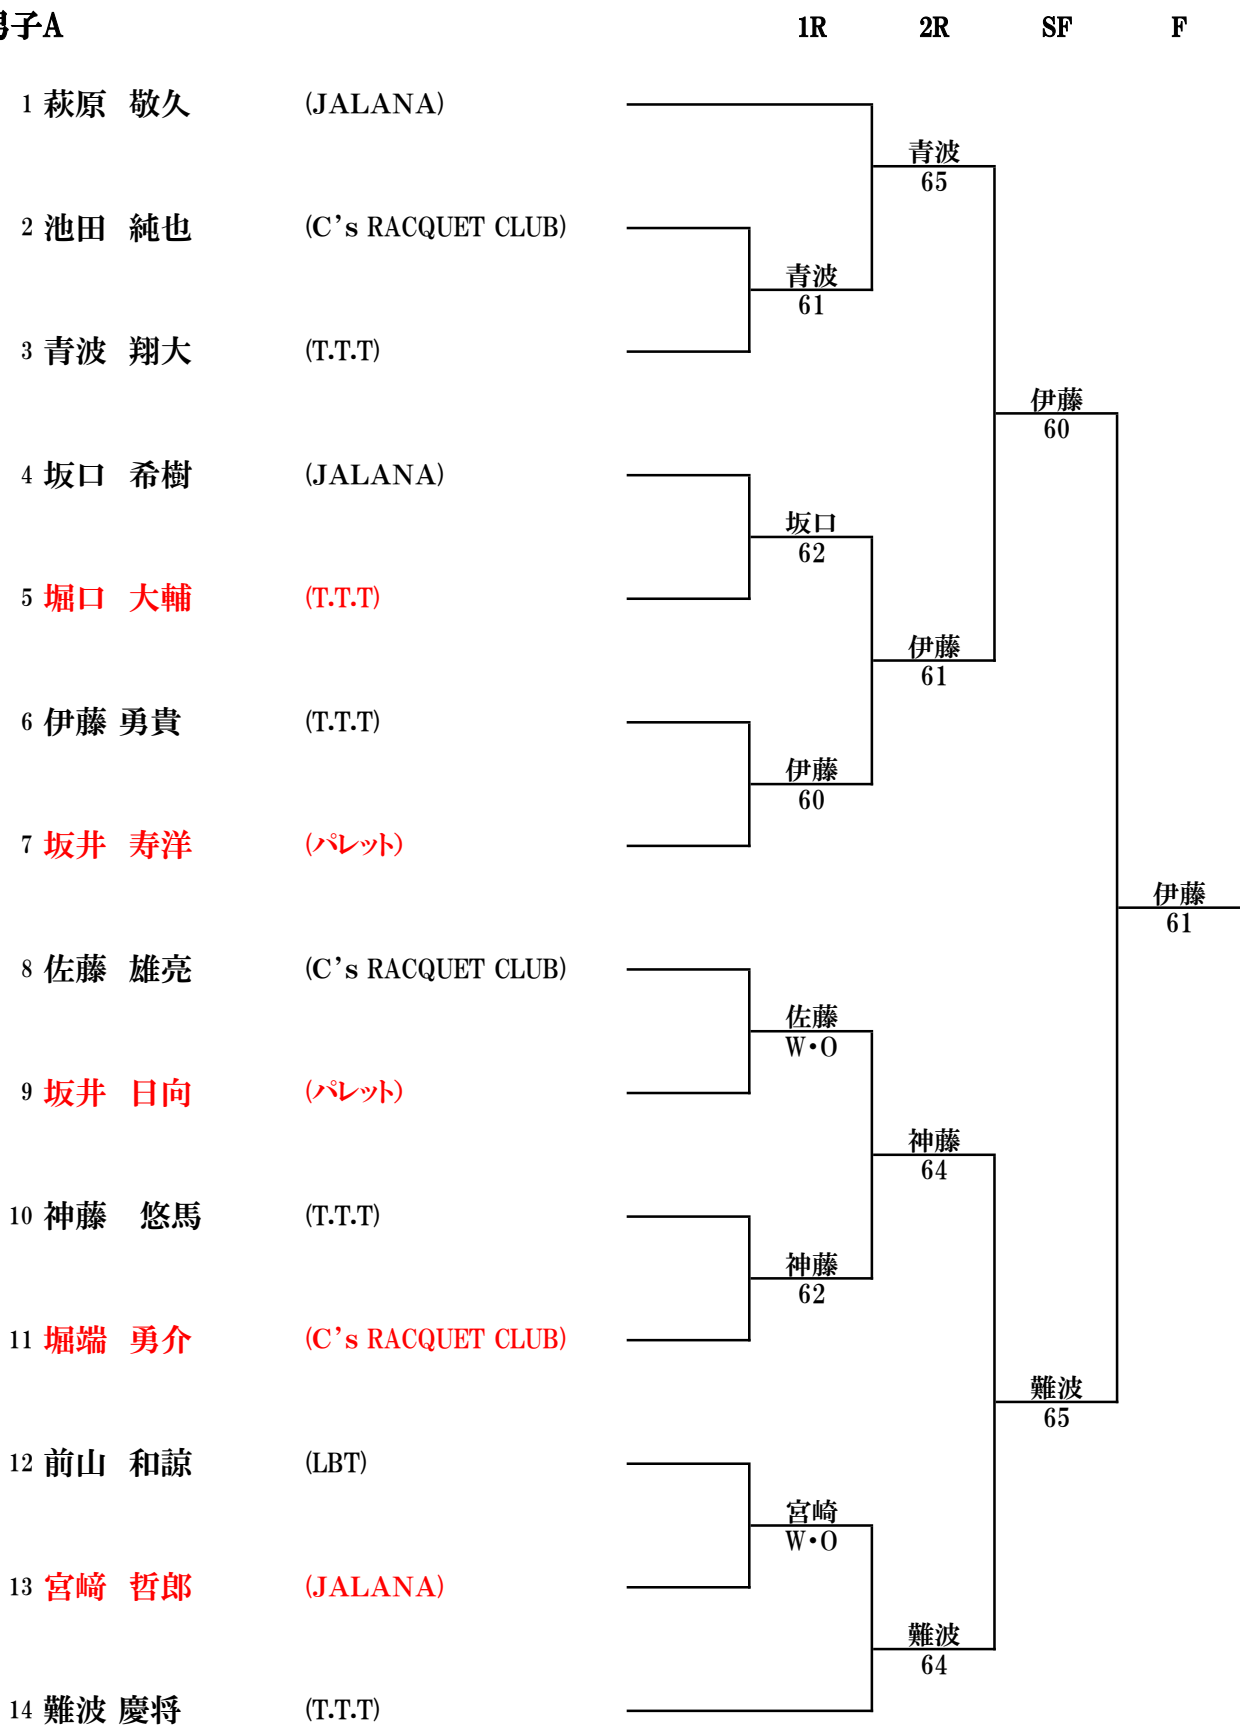 男子A 1R 2R SF F
1 萩原 敬久 (JALANA)
青波
65
2 池田 純也 (C's RACQUET CLUB)
青波
61
3 青波 翔大 (T.T.T)
伊藤
60
4 坂口 希樹 (JALANA)
坂口
62
5 堀口 大輔 (T.T.T)
伊藤
61
6 伊藤 勇貴 (T.T.T)
伊藤
60
7 坂井 寿洋 (パレット)
伊藤
61
8 佐藤 雄亮 (C's RACQUET CLUB)
佐藤
W・O
9 坂井 日向 (パレット)
神藤
64
10 神藤 悠馬 (T.T.T)
神藤
62
11 堀端 勇介 (C's RACQUET CLUB)
難波
65
12 前山 和諒 (LBT)
宮崎
W・O
13 宮﨑 哲郎 (JALANA)
難波
64
14 難波 慶将 (T.T.T)